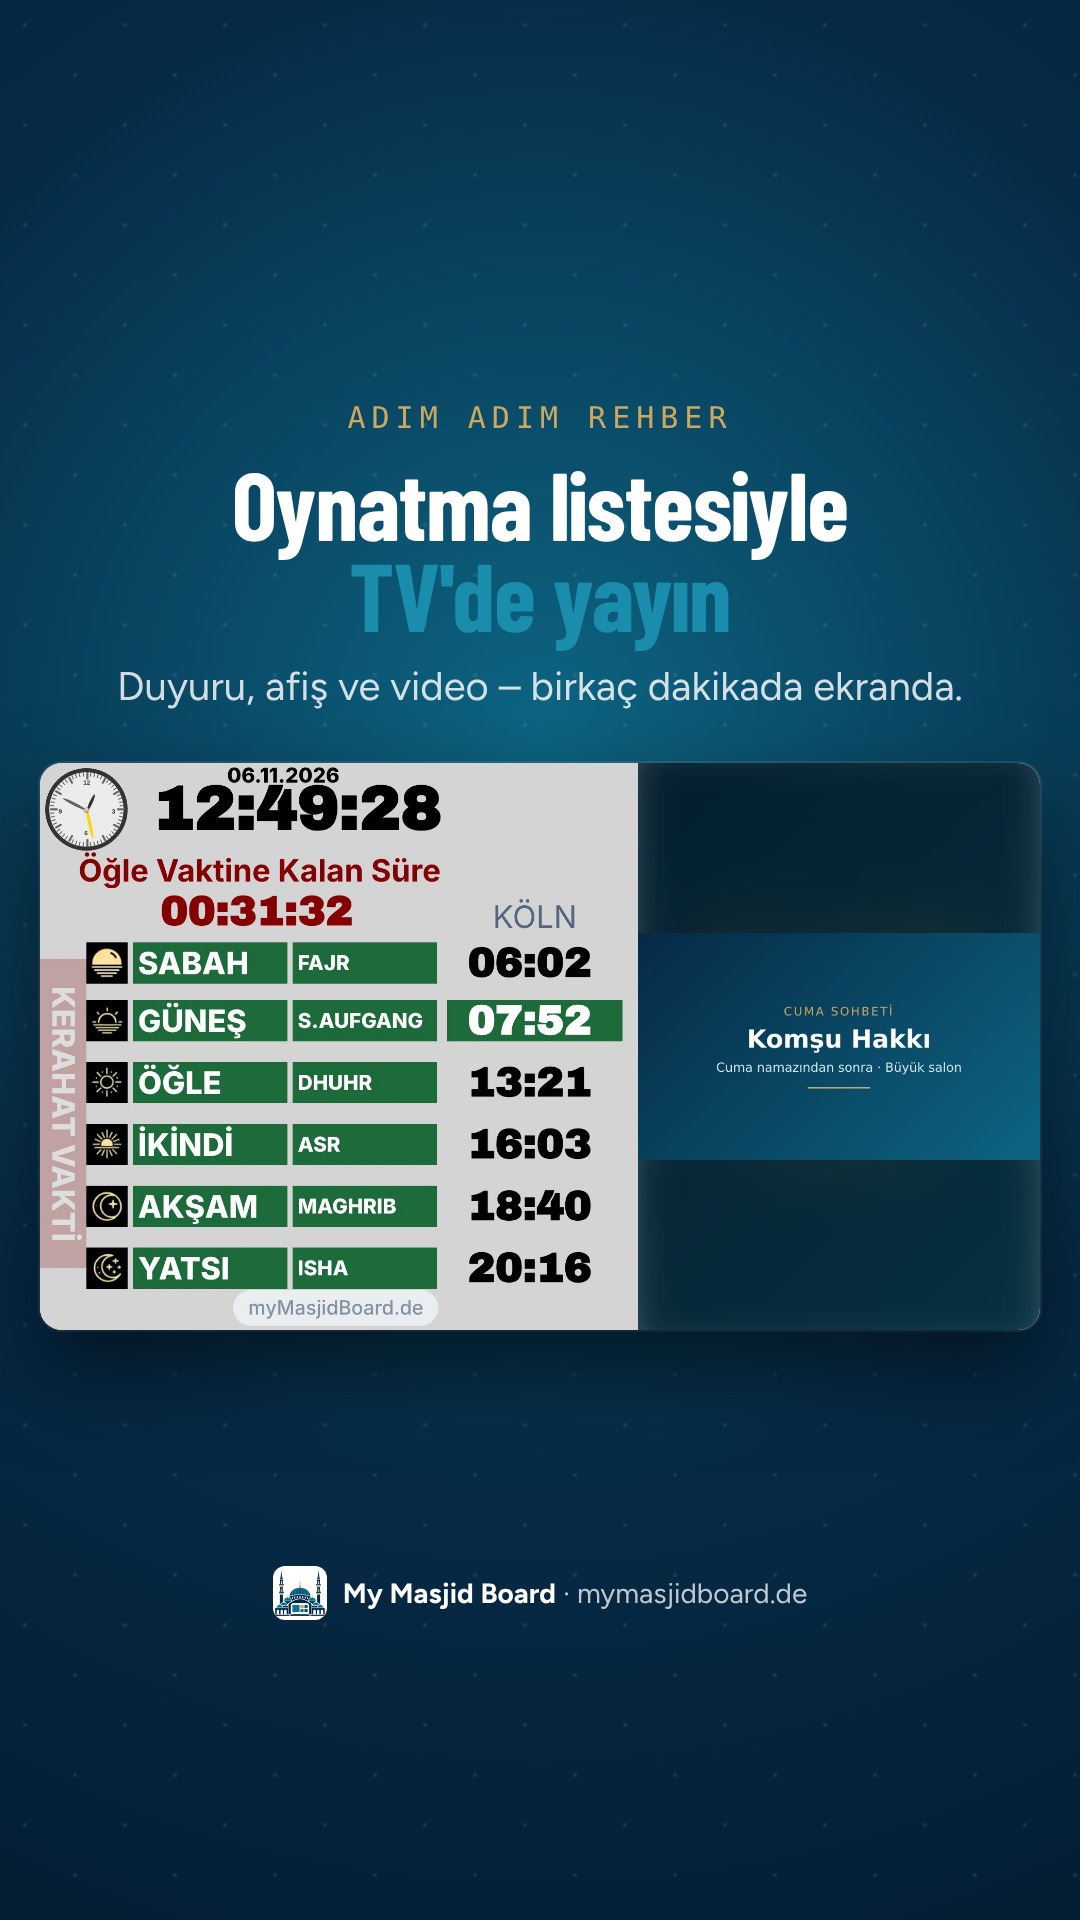 ADIM ADIM REHBER
Oynatma listesiyle
TV'de yayın
Duyuru, afiş ve video – birkaç dakikada ekranda.
06.11.2026
12:49:28
Öğle Vaktine Kalan Süre
00:31:32
KÖLN
KERAHAT VAKTİ
SABAH FAJR 06:02
GÜNEŞ S.AUFGANG 07:52
ÖĞLE DHUHR 13:21
İKİNDİ ASR 16:03
AKŞAM MAGHRIB 18:40
YATSI ISHA 20:16
myMasjidBoard.de
CUMA SOHBETİ
Komşu Hakkı
Cuma namazından sonra · Büyük salon
My Masjid Board · mymasjidboard.de